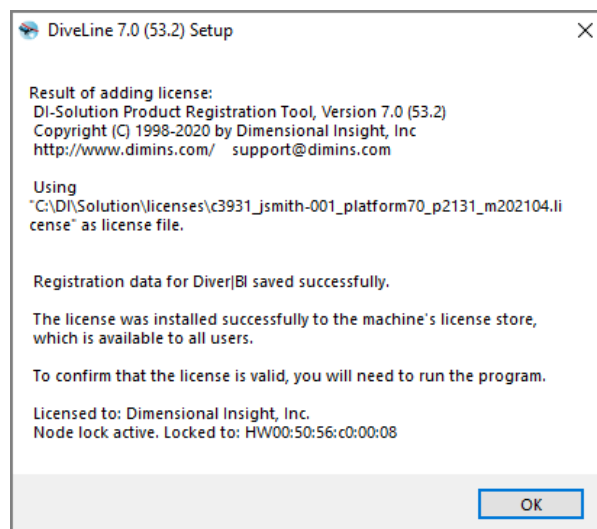 DiveLine 7.0 (53.2) Setup
Result of adding license:
DI-Solution Product Registration Tool, Version 7.0 (53.2)
Copyright (C) 1998-2020 by Dimensional Insight, Inc
http://www.dimins.com/ support@dimins.com
Using
"C:\DI\Solution\licenses\c3931_jsmith-001_platform70_p2131_m202104.li
cense" as license file.
Registration data for Diver|BI saved successfully.
The license was installed successfully to the machine's license store,
which is available to all users.
To confirm that the license is valid, you will need to run the program.
Licensed to: Dimensional Insight, Inc.
Node lock active. Locked to: HW00:50:56:c0:00:08
OK